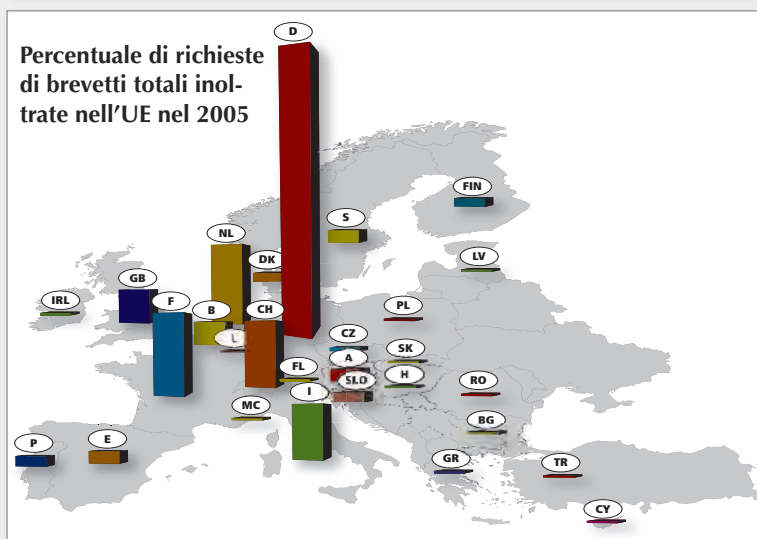 Percentuale di richieste
di brevetti totali inol-
trate nell'UE nel 2005
D
FIN
S
NL
DK
LV
GB
IRL
F
B
CH
PL
L
CZ
SK
A
FL
SLO
H
RO
I
MC
BG
P
E
GR
TR
CY